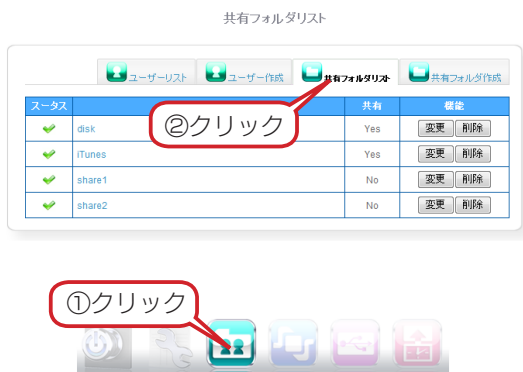 共有フォルダリスト
ユーザーリスト ユーザー作成 共有フォルダリスト 共有フォルダ作成
スータス 共有 機能
②クリック
disk Yes 変更 削除
iTunes Yes 変更 削除
share1 No 変更 削除
share2 No 変更 削除
①クリック